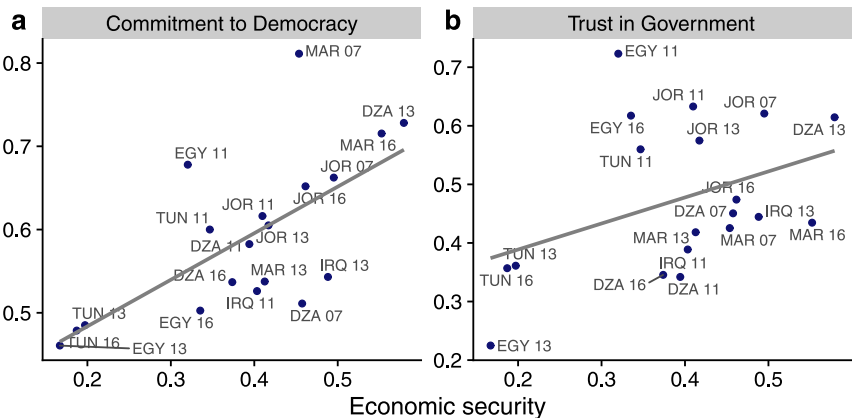 a Commitment to Democracy
0.8
0.7
0.6
0.5
MAR 07
DZA 13
MAR 16
EGY 11
JOR 07
JOR 16
JOR 11
TUN 11
JOR 13
DZA 11
DZA 16
MAR 13
IRQ 13
IRQ 11
DZA 07
TUN 13
EGY 16
TUN 16
EGY 13
0.2 0.3 0.4 0.5
b Trust in Government
0.7
0.6
0.5
0.4
0.3
0.2
EGY 11
JOR 11
JOR 07
EGY 16
JOR 13
DZA 13
TUN 11
JOR 16
DZA 07
IRQ 13
MAR 13
MAR 07
MAR 16
TUN 13
IRQ 11
TUN 16
DZA 16
DZA 11
EGY 13
0.2 0.3 0.4 0.5
Economic security